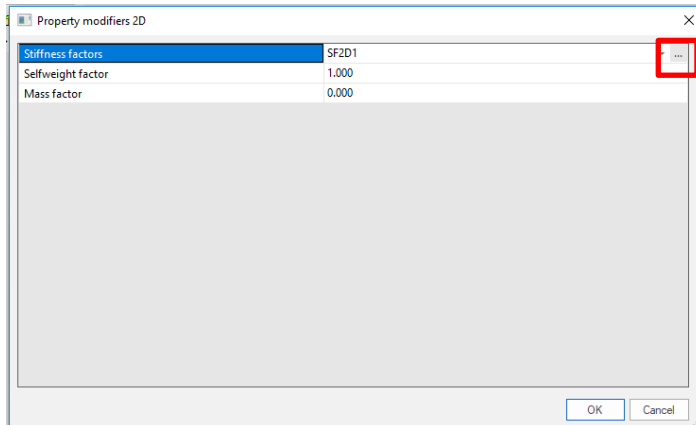 Property modifiers 2D
Stiffness factors SF2D1 ...
Selfweight factor 1.000
Mass factor 0.000
OK Cancel